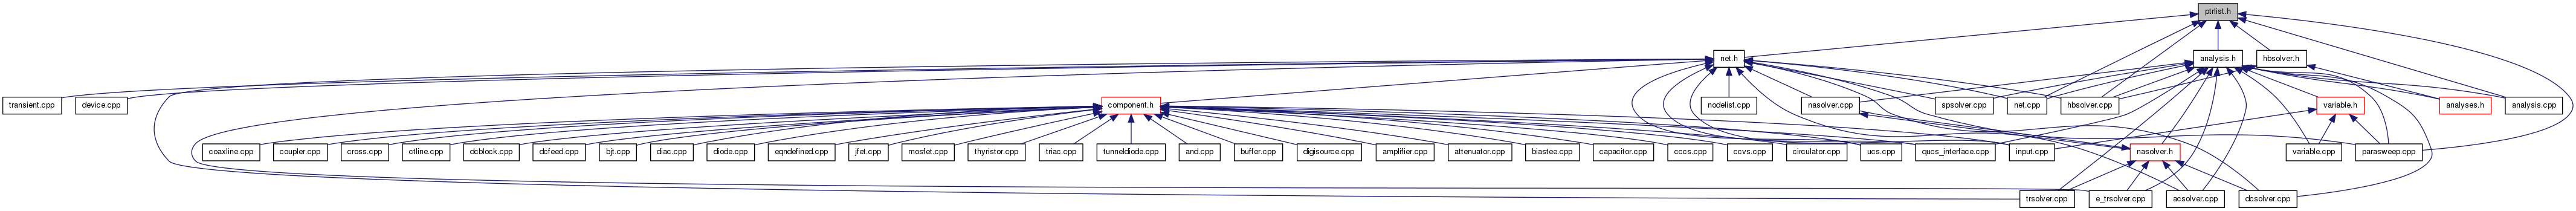 ptrlist.h
net.h
analysis.h
hbsolver.h
transient.cpp
device.cpp
component.h
nodelist.cpp
nasolver.cpp
spsolver.cpp
net.cpp
hbsolver.cpp
variable.h
analyses.h
analysis.cpp
coaxline.cpp
coupler.cpp
cross.cpp
ctline.cpp
dcblock.cpp
dcfeed.cpp
bjt.cpp
diac.cpp
diode.cpp
eqndefined.cpp
jfet.cpp
mosfet.cpp
thyristor.cpp
triac.cpp
tunneldiode.cpp
and.cpp
buffer.cpp
digisource.cpp
amplifier.cpp
attenuator.cpp
biastee.cpp
capacitor.cpp
cccs.cpp
ccvs.cpp
circulator.cpp
ucs.cpp
qucs_interface.cpp
input.cpp
nasolver.h
variable.cpp
parasweep.cpp
trsolver.cpp
e_trsolver.cpp
acsolver.cpp
dcsolver.cpp